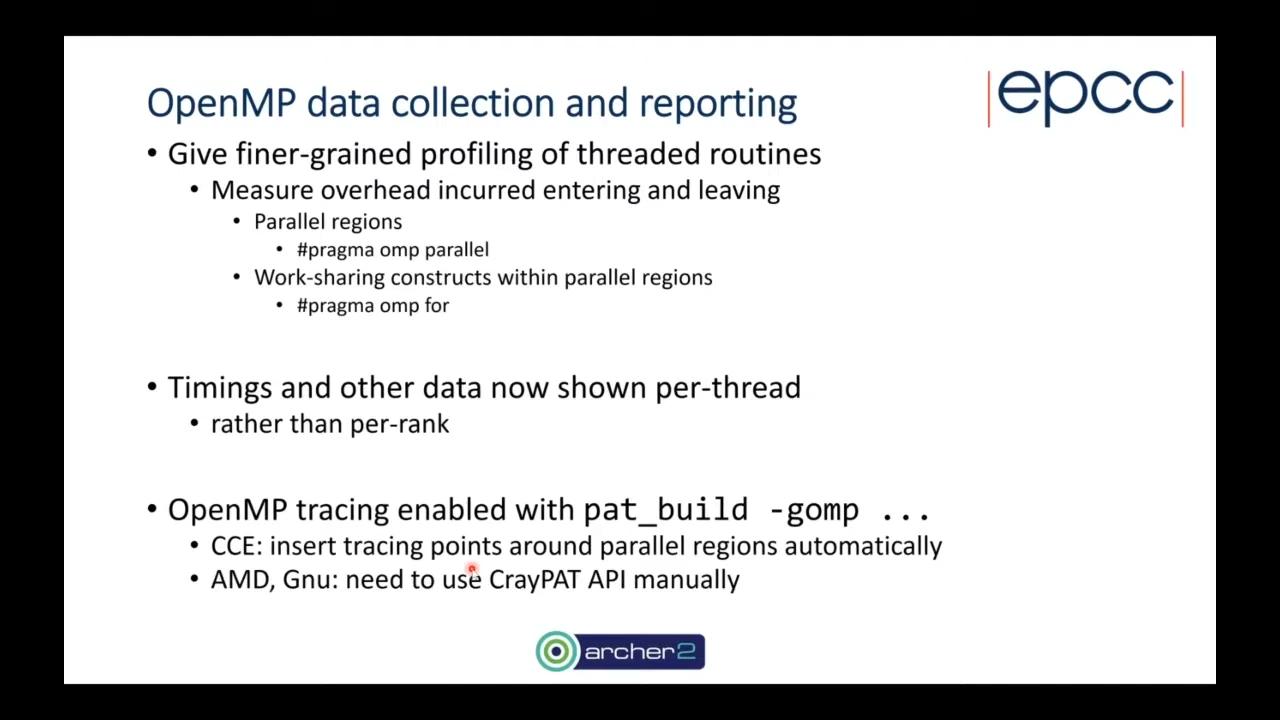 OpenMP data collection and reporting
|epcc|
• Give finer-grained profiling of threaded routines
• Measure overhead incurred entering and leaving
• Parallel regions
• #pragma omp parallel
• Work-sharing constructs within parallel regions
• #pragma omp for
• Timings and other data now shown per-thread
• rather than per-rank
• OpenMP tracing enabled with pat_build -gomp ...
• CCE: insert tracing points around parallel regions automatically
• AMD, Gnu: need to use CrayPAT API manually
archer2